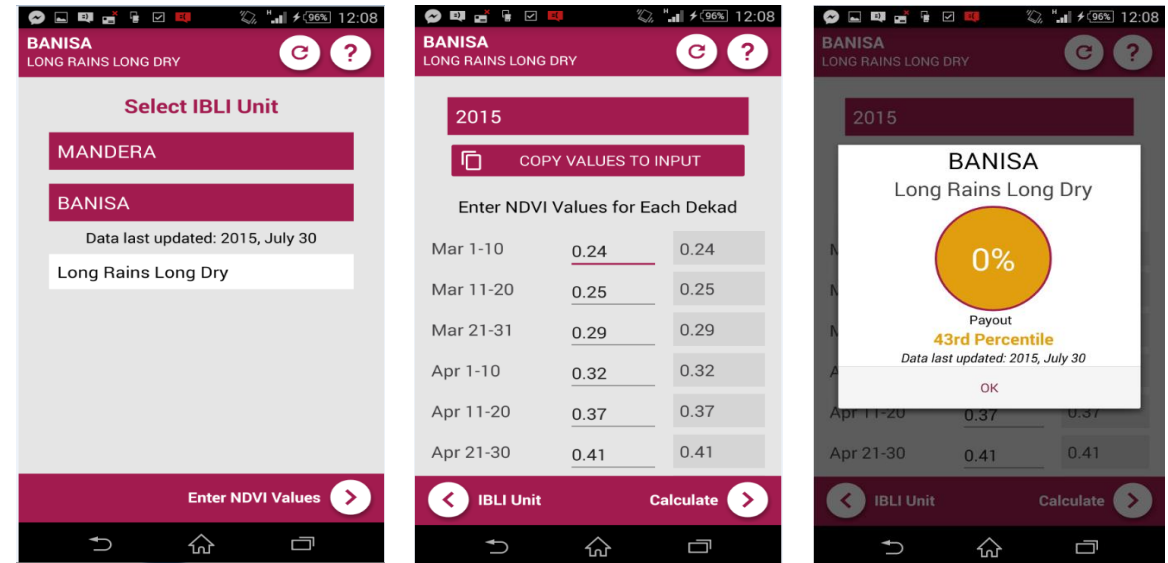 96% 12:08
BANISA
LONG RAINS LONG DRY
C ?
Select IBLI Unit
MANDERA
BANISA
Data last updated: 2015, July 30
Long Rains Long Dry
Enter NDVI Values >
96% 12:08
BANISA
LONG RAINS LONG DRY
C ?
2015
COPY VALUES TO INPUT
Enter NDVI Values for Each Dekad
Mar 1-10 0.24 0.24
Mar 11-20 0.25 0.25
Mar 21-31 0.29 0.29
Apr 1-10 0.32 0.32
Apr 11-20 0.37 0.37
Apr 21-30 0.41 0.41
< IBLI Unit Calculate >
96% 12:08
BANISA
LONG RAINS LONG DRY
C ?
2015
BANISA
Long Rains Long Dry
0%
Payout
43rd Percentile
Data last updated: 2015, July 30
OK
Apr 11-20 0.37 0.37
Apr 21-30 0.41 0.41
< IBLI Unit Calculate >